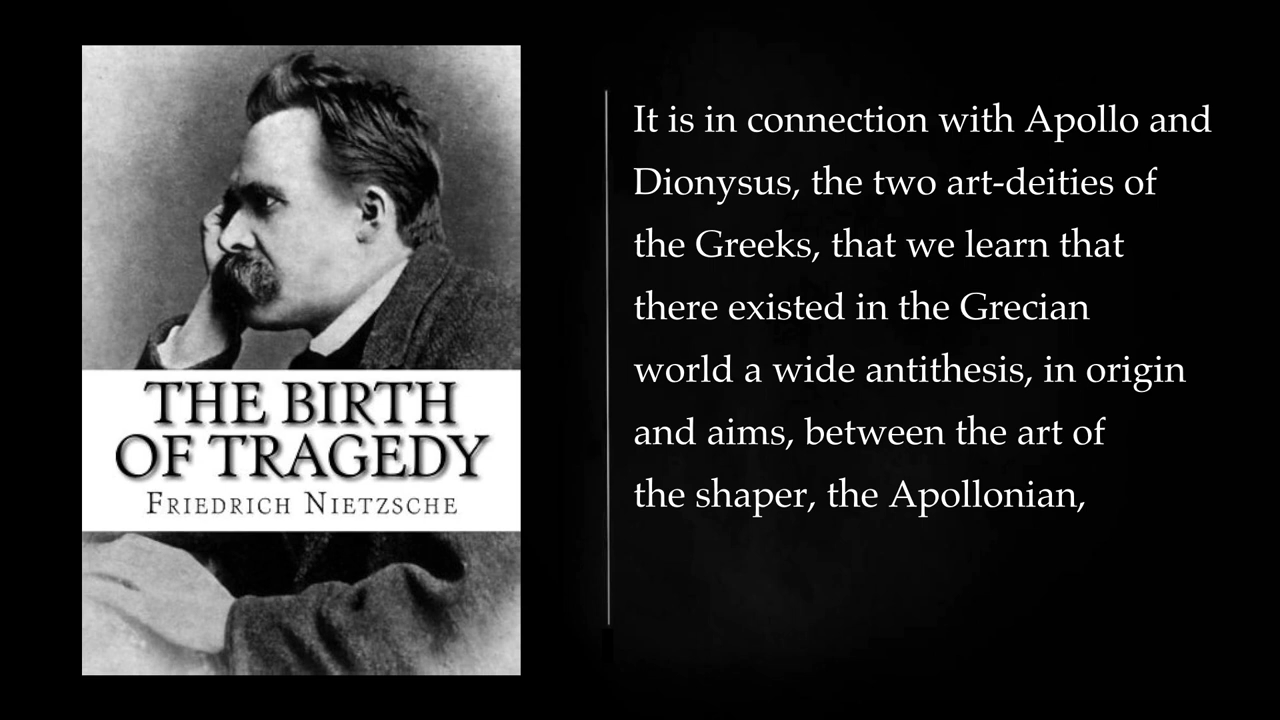 THE BIRTH
OF TRAGEDY
FRIEDRICH NIETZSCHE
It is in connection with Apollo and
Dionysus, the two art-deities of
the Greeks, that we learn that
there existed in the Grecian
world a wide antithesis, in origin
and aims, between the art of
the shaper, the Apollonian,